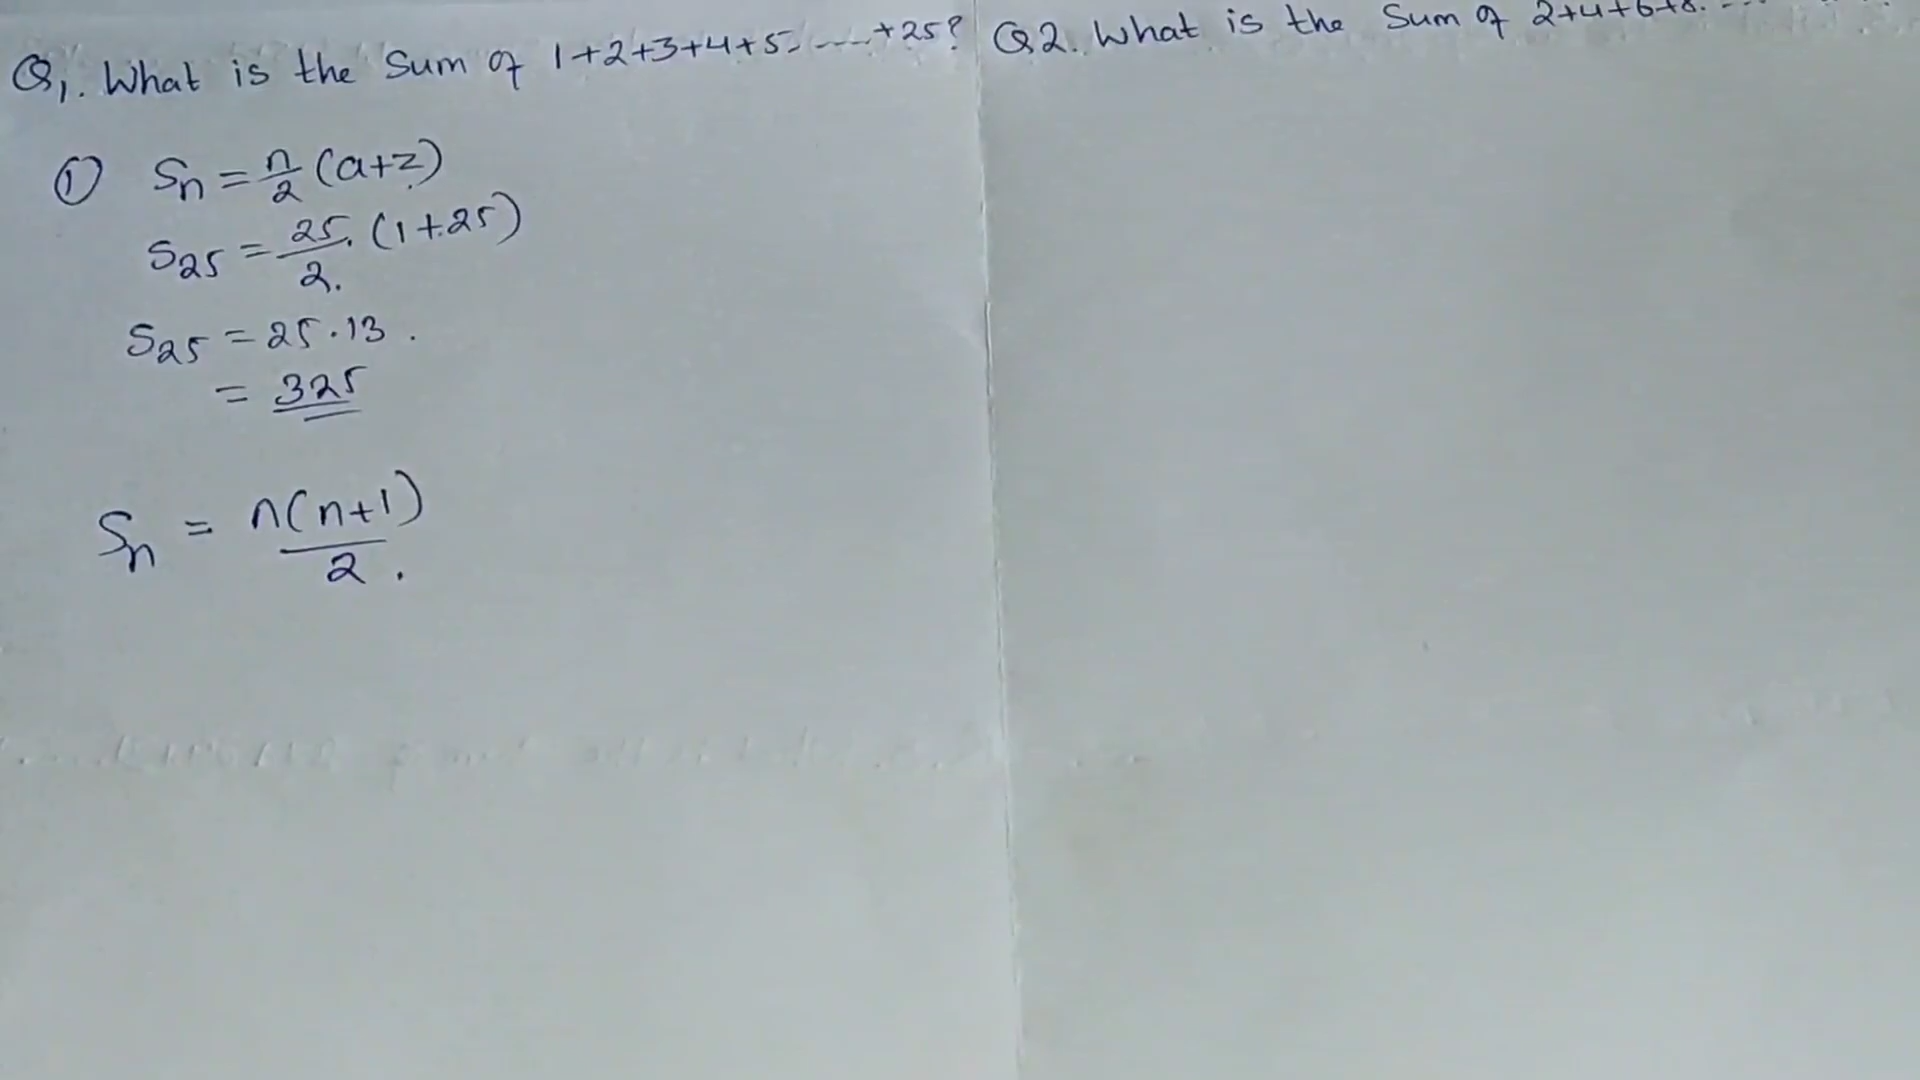 Q1. What is the Sum of 1+2+3+4+5- ....+25?
Q2. What is the Sum of 2+4+6+8. ...
① Sn = n/2 (a+z)
S25 = 25/2. (1+25)
S25 = 25·13.
= 325
Sn = n(n+1)/2.